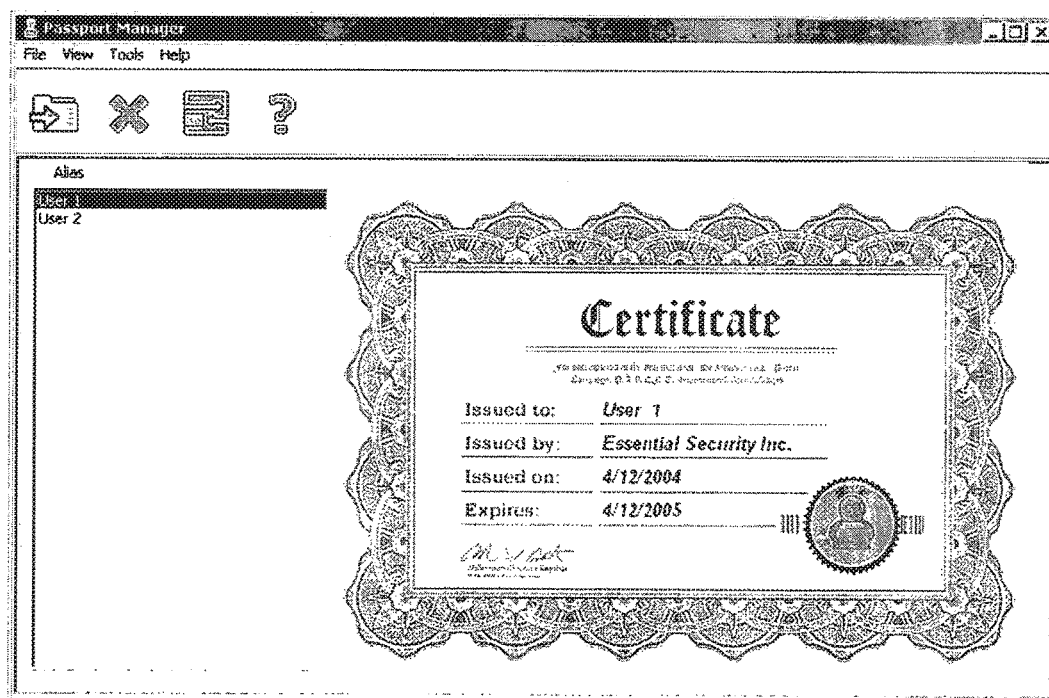 Passport Manager
File View Tools Help
Alias
User 1
User 2
Certificate
Issued to: User 1
Issued by: Essential Security Inc.
Issued on: 4/12/2004
Expires: 4/12/2005